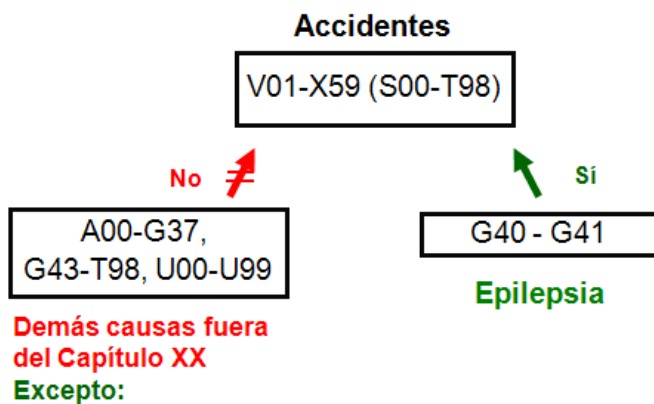 Accidentes
V01-X59 (S00-T98)
No
Sí
A00-G37,
G43-T98, U00-U99
G40 - G41
Epilepsia
Demás causas fuera
del Capítulo XX
Excepto: